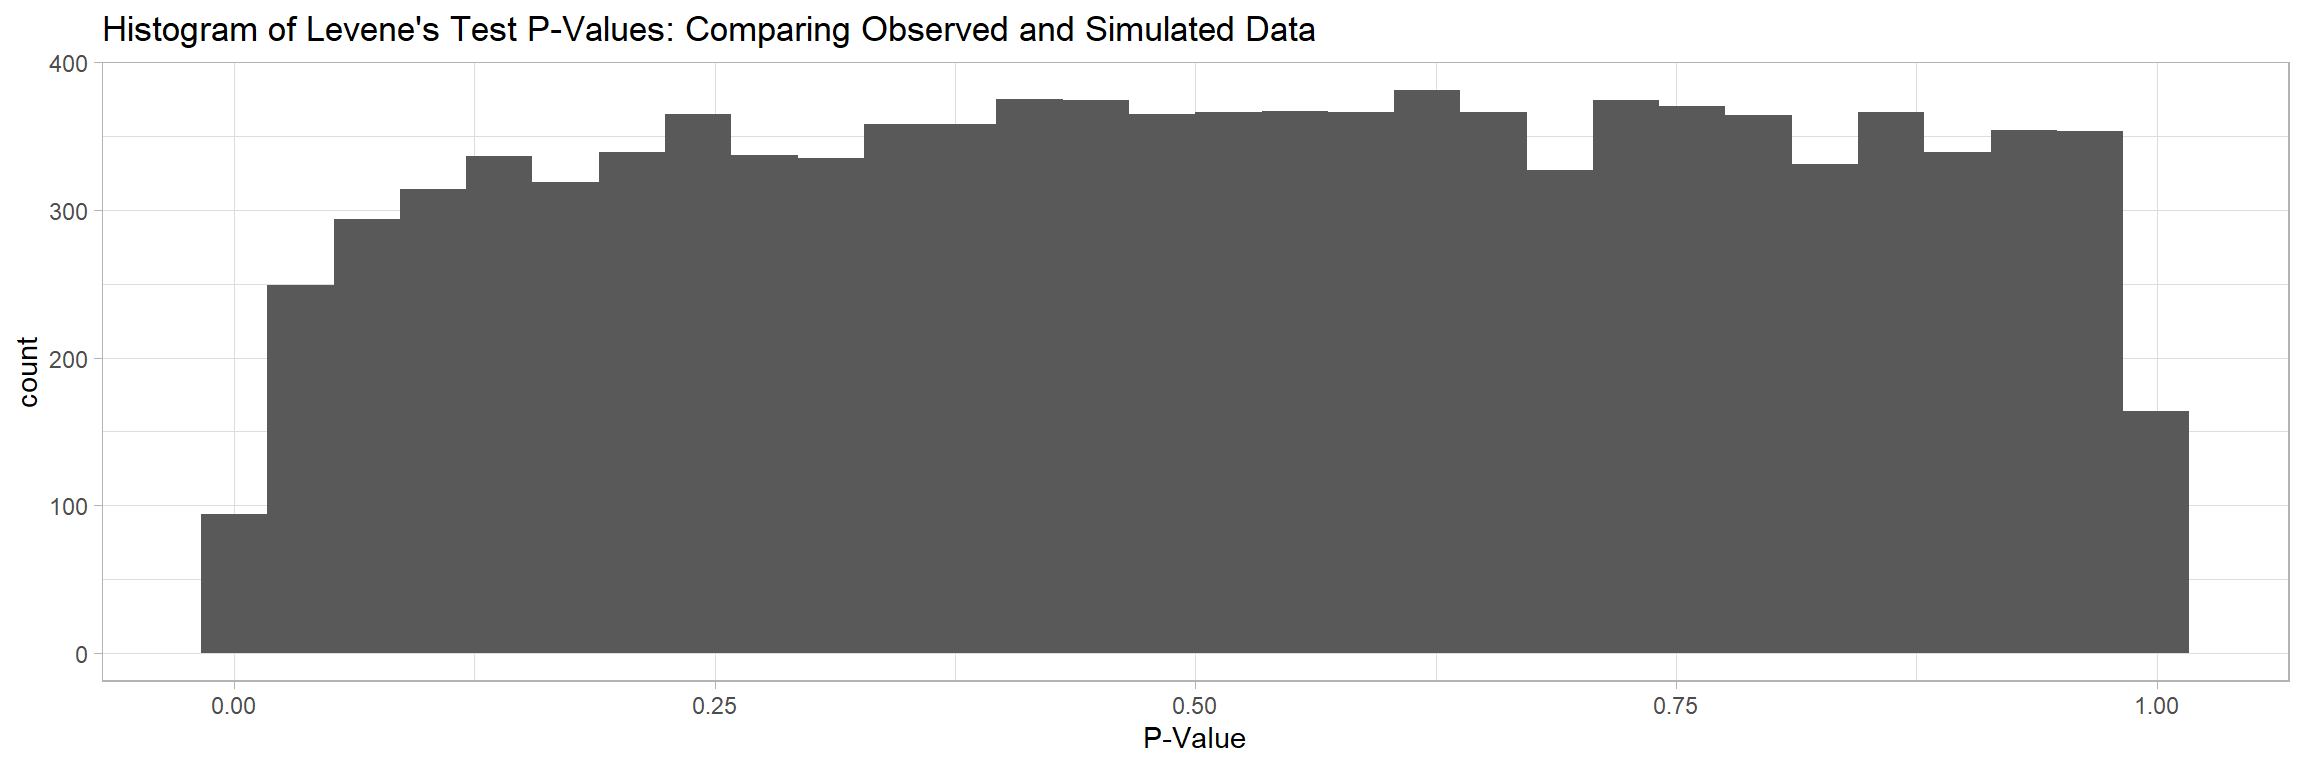 Histogram of Levene's Test P-Values: Comparing Observed and Simulated Data
400
300
200
100
0
count
0.00 0.25 0.50 0.75 1.00
P-Value